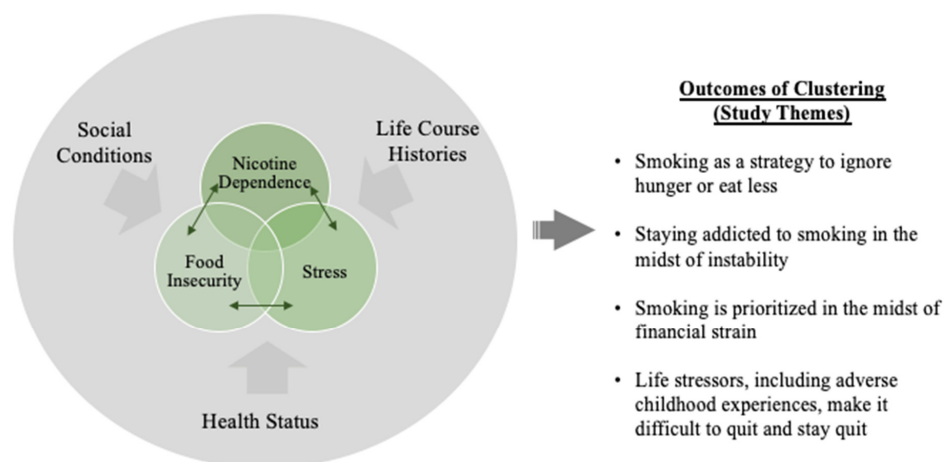 Social
Conditions
Life Course
Histories
Nicotine
Dependence
Food
Insecurity
Stress
Health Status
Outcomes of Clustering
(Study Themes)
• Smoking as a strategy to ignore
hunger or eat less
• Staying addicted to smoking in the
midst of instability
• Smoking is prioritized in the midst of
financial strain
• Life stressors, including adverse
childhood experiences, make it
difficult to quit and stay quit